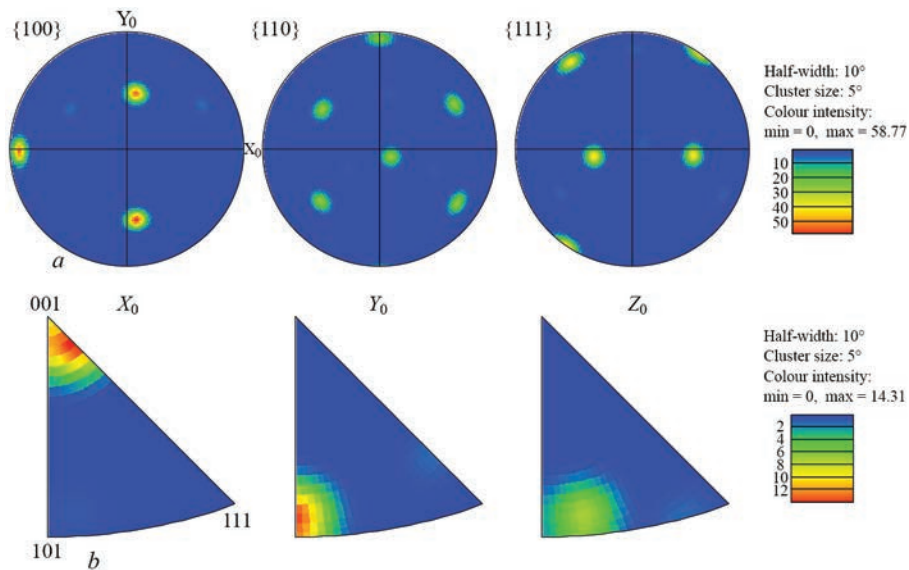 {100}
Y0
{110}
{111}
X0
Half-width: 10°
Cluster size: 5°
Colour intensity:
min = 0, max = 58.77
10
20
30
40
50
a
001
X0
Y0
Z0
101
111
b
Half-width: 10°
Cluster size: 5°
Colour intensity:
min = 0, max = 14.31
2
4
6
8
10
12